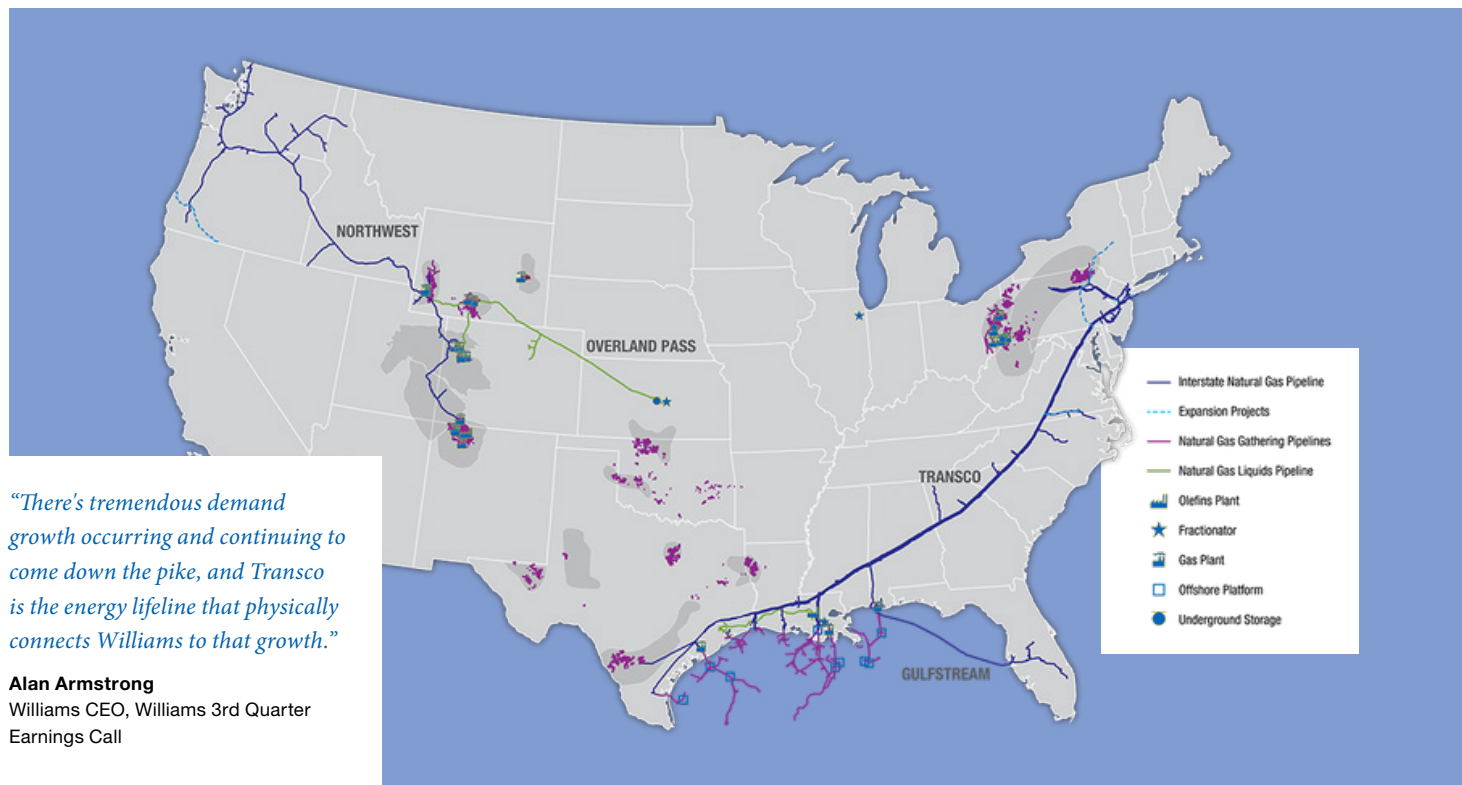 NORTHWEST
OVERLAND PASS
TRANSCO
GULFSTREAM
Interstate Natural Gas Pipeline
Expansion Projects
Natural Gas Gathering Pipelines
Natural Gas Liquids Pipeline
Olefins Plant
Fractionator
Gas Plant
Offshore Platform
Underground Storage
“There's tremendous demand
growth occurring and continuing to
come down the pike, and Transco
is the energy lifeline that physically
connects Williams to that growth.”
Alan Armstrong
Williams CEO, Williams 3rd Quarter
Earnings Call